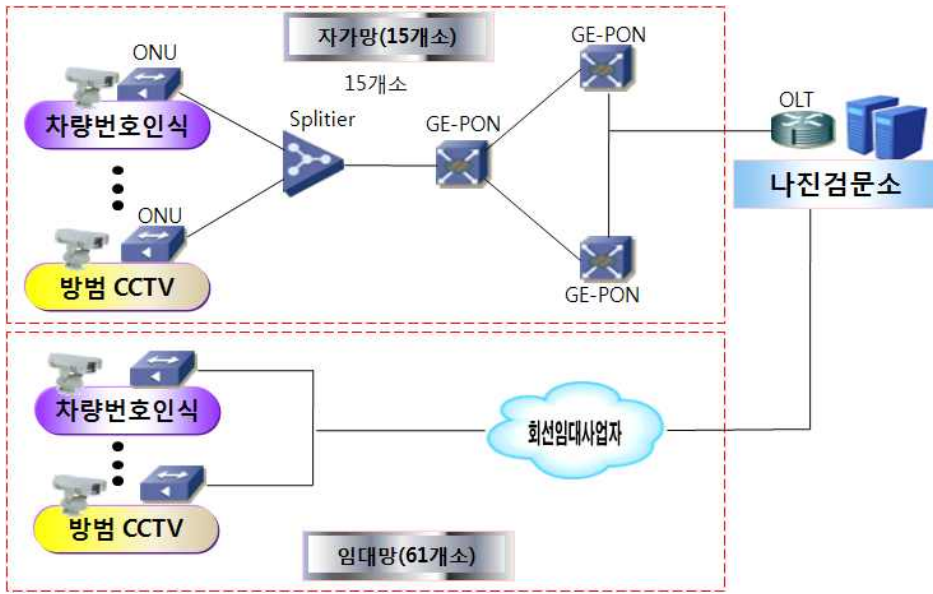 자가망(15개소)
15개소
ONU
차량번호인식
Splitier
GE-PON
GE-PON
OLT
나진검문소
ONU
방범 CCTV
GE-PON
차량번호인식
회선임대사업자
방범 CCTV
임대망(61개소)